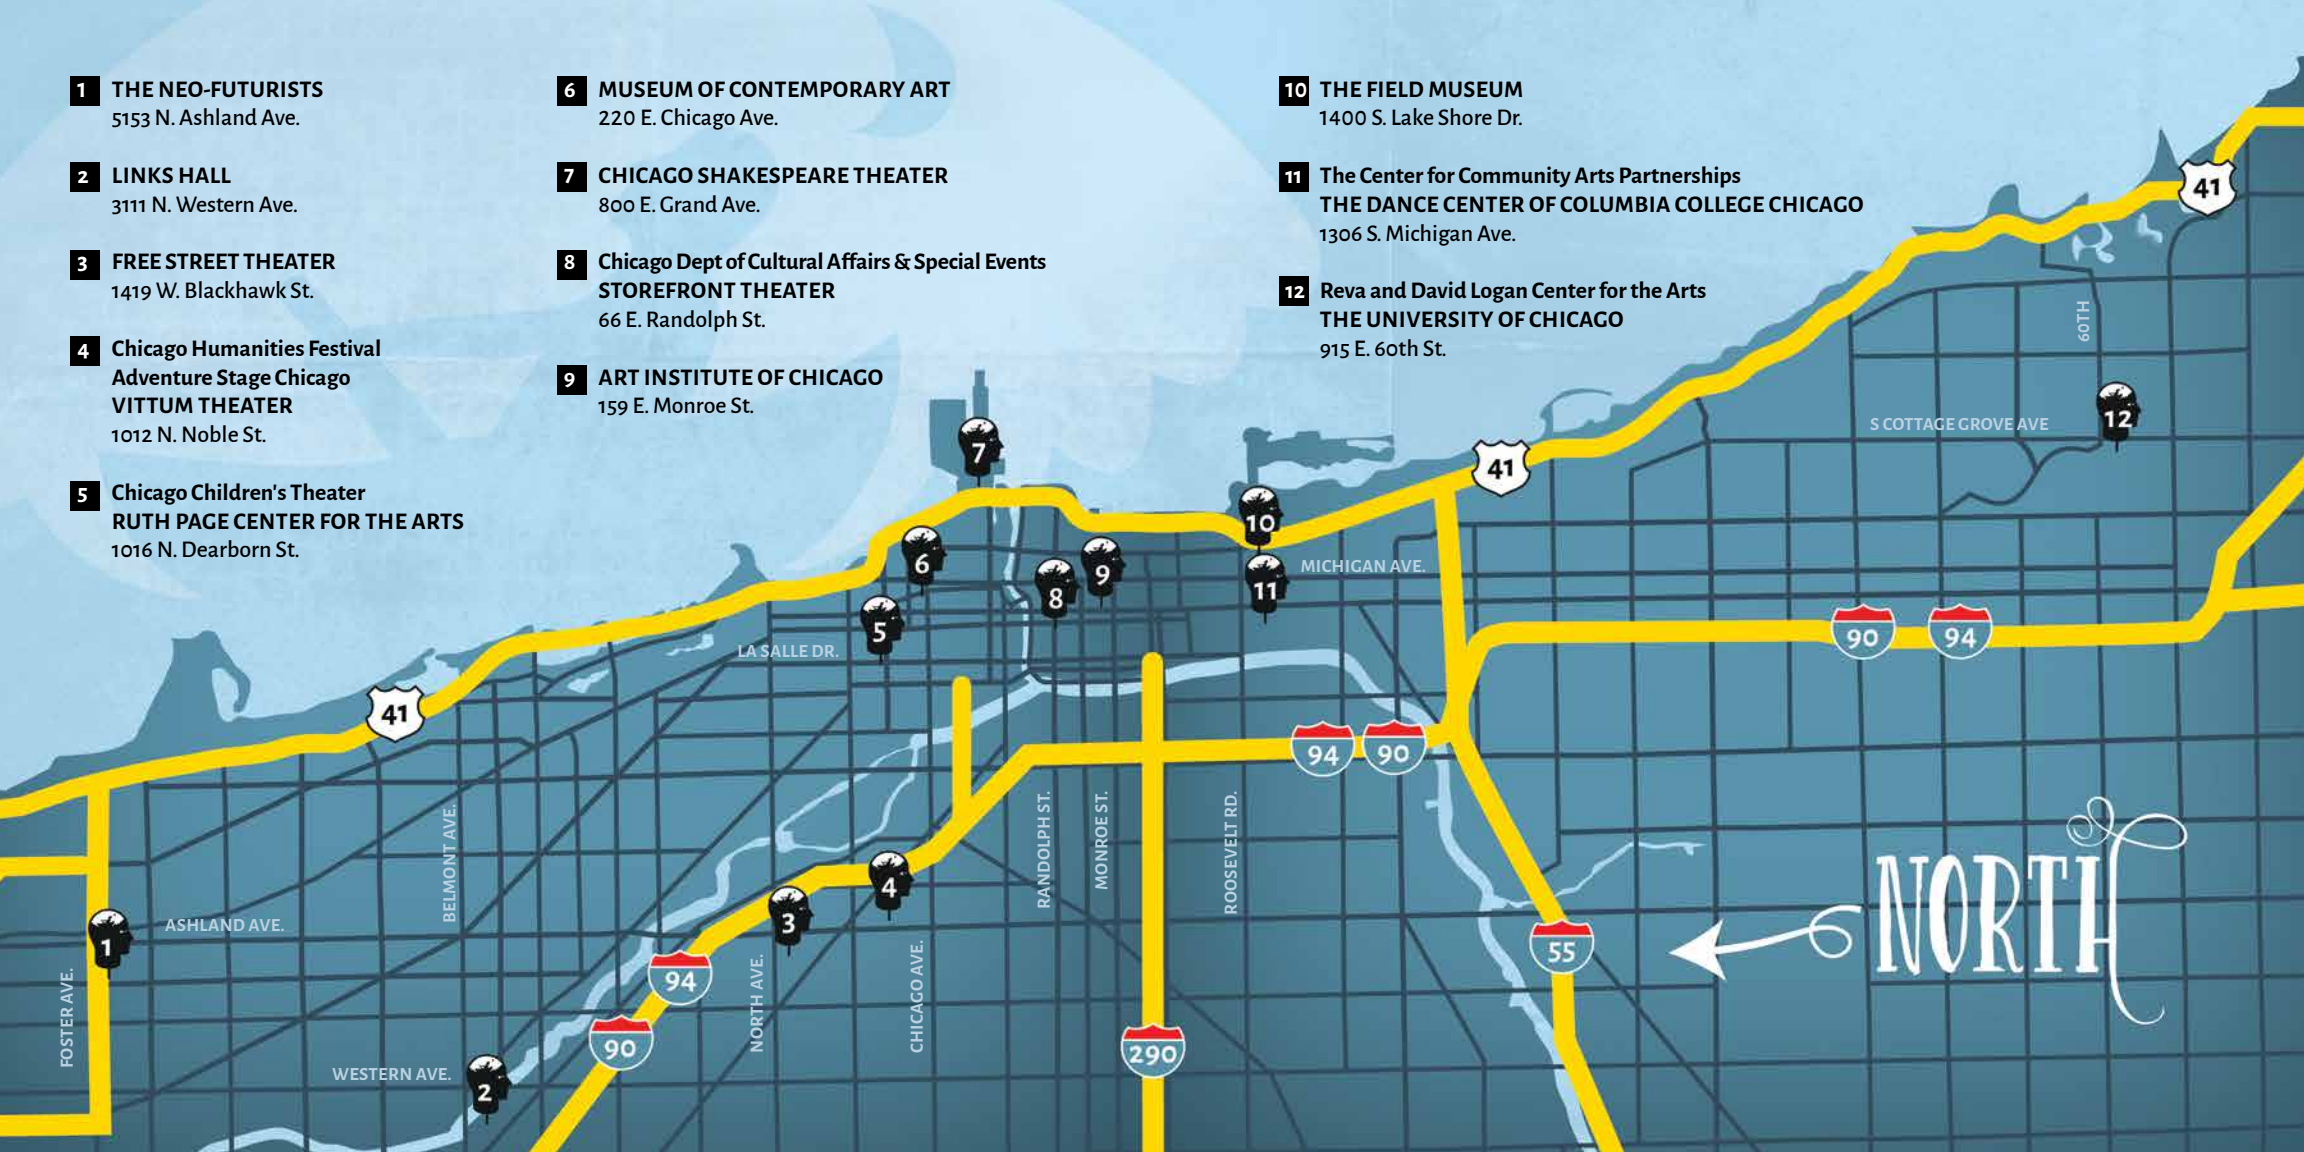 1 THE NEO-FUTURISTS
5153 N. Ashland Ave.
2 LINKS HALL
3111 N. Western Ave.
3 FREE STREET THEATER
1419 W. Blackhawk St.
4 Chicago Humanities Festival
Adventure Stage Chicago
VITTUM THEATER
1012 N. Noble St.
5 Chicago Children's Theater
RUTH PAGE CENTER FOR THE ARTS
1016 N. Dearborn St.
6 MUSEUM OF CONTEMPORARY ART
220 E. Chicago Ave.
7 CHICAGO SHAKESPEARE THEATER
800 E. Grand Ave.
8 Chicago Dept of Cultural Affairs & Special Events
STOREFRONT THEATER
66 E. Randolph St.
9 ART INSTITUTE OF CHICAGO
159 E. Monroe St.
10 THE FIELD MUSEUM
1400 S. Lake Shore Dr.
11 The Center for Community Arts Partnerships
THE DANCE CENTER OF COLUMBIA COLLEGE CHICAGO
1306 S. Michigan Ave.
12 Reva and David Logan Center for the Arts
THE UNIVERSITY OF CHICAGO
915 E. 60th St.
41
60TH
12
S COTTAGE GROVE AVE
7
41
10
6
9
MICHIGAN AVE.
8
11
5
LA SALLE DR.
90
94
41
94
90
BELMONT AVE.
RANDOLPH ST.
MONROE ST.
ROOSEVELT RD.
4
3
NORTH
ASHLAND AVE.
1
55
94
FOSTER AVE.
NORTH AVE.
CHICAGO AVE.
90
290
WESTERN AVE.
2